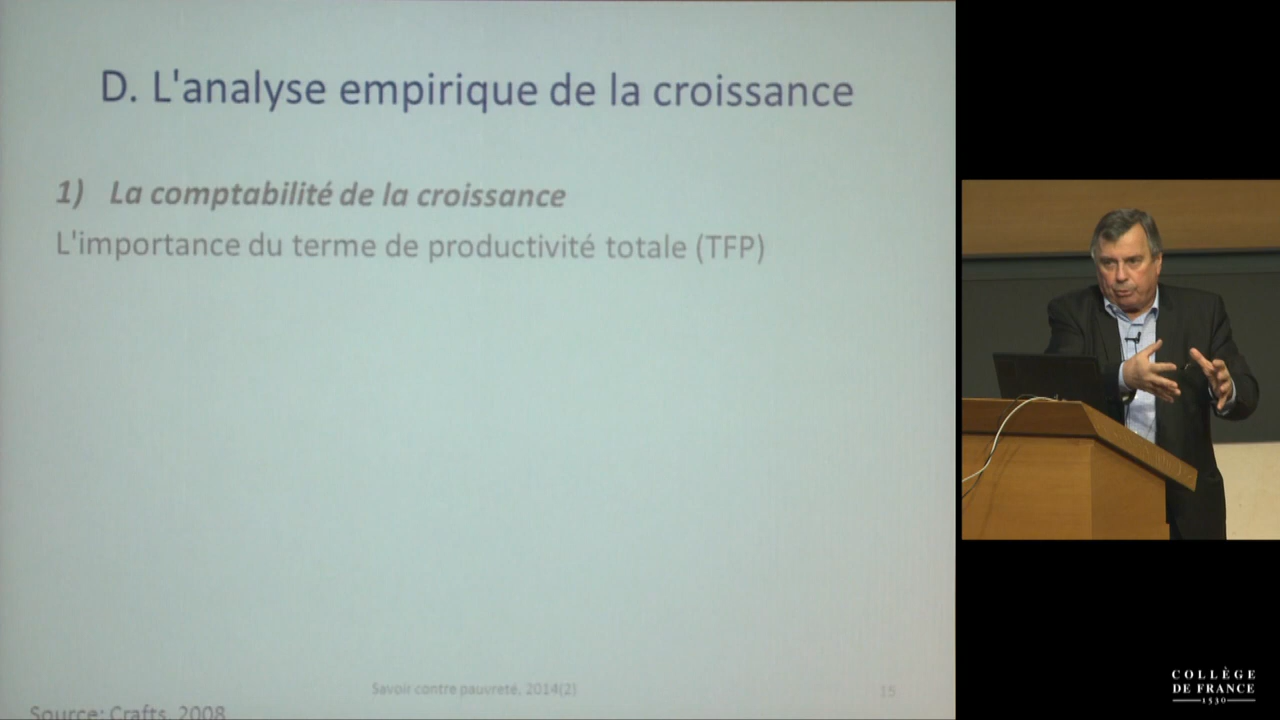 D. L'analyse empirique de la croissance
1) La comptabilité de la croissance
L'importance du terme de productivité totale (TFP)
Savoir contre pauvreté, 2014(2)
15
Source: Crafts, 2008
COLLÈGE
DE FRANCE
1530